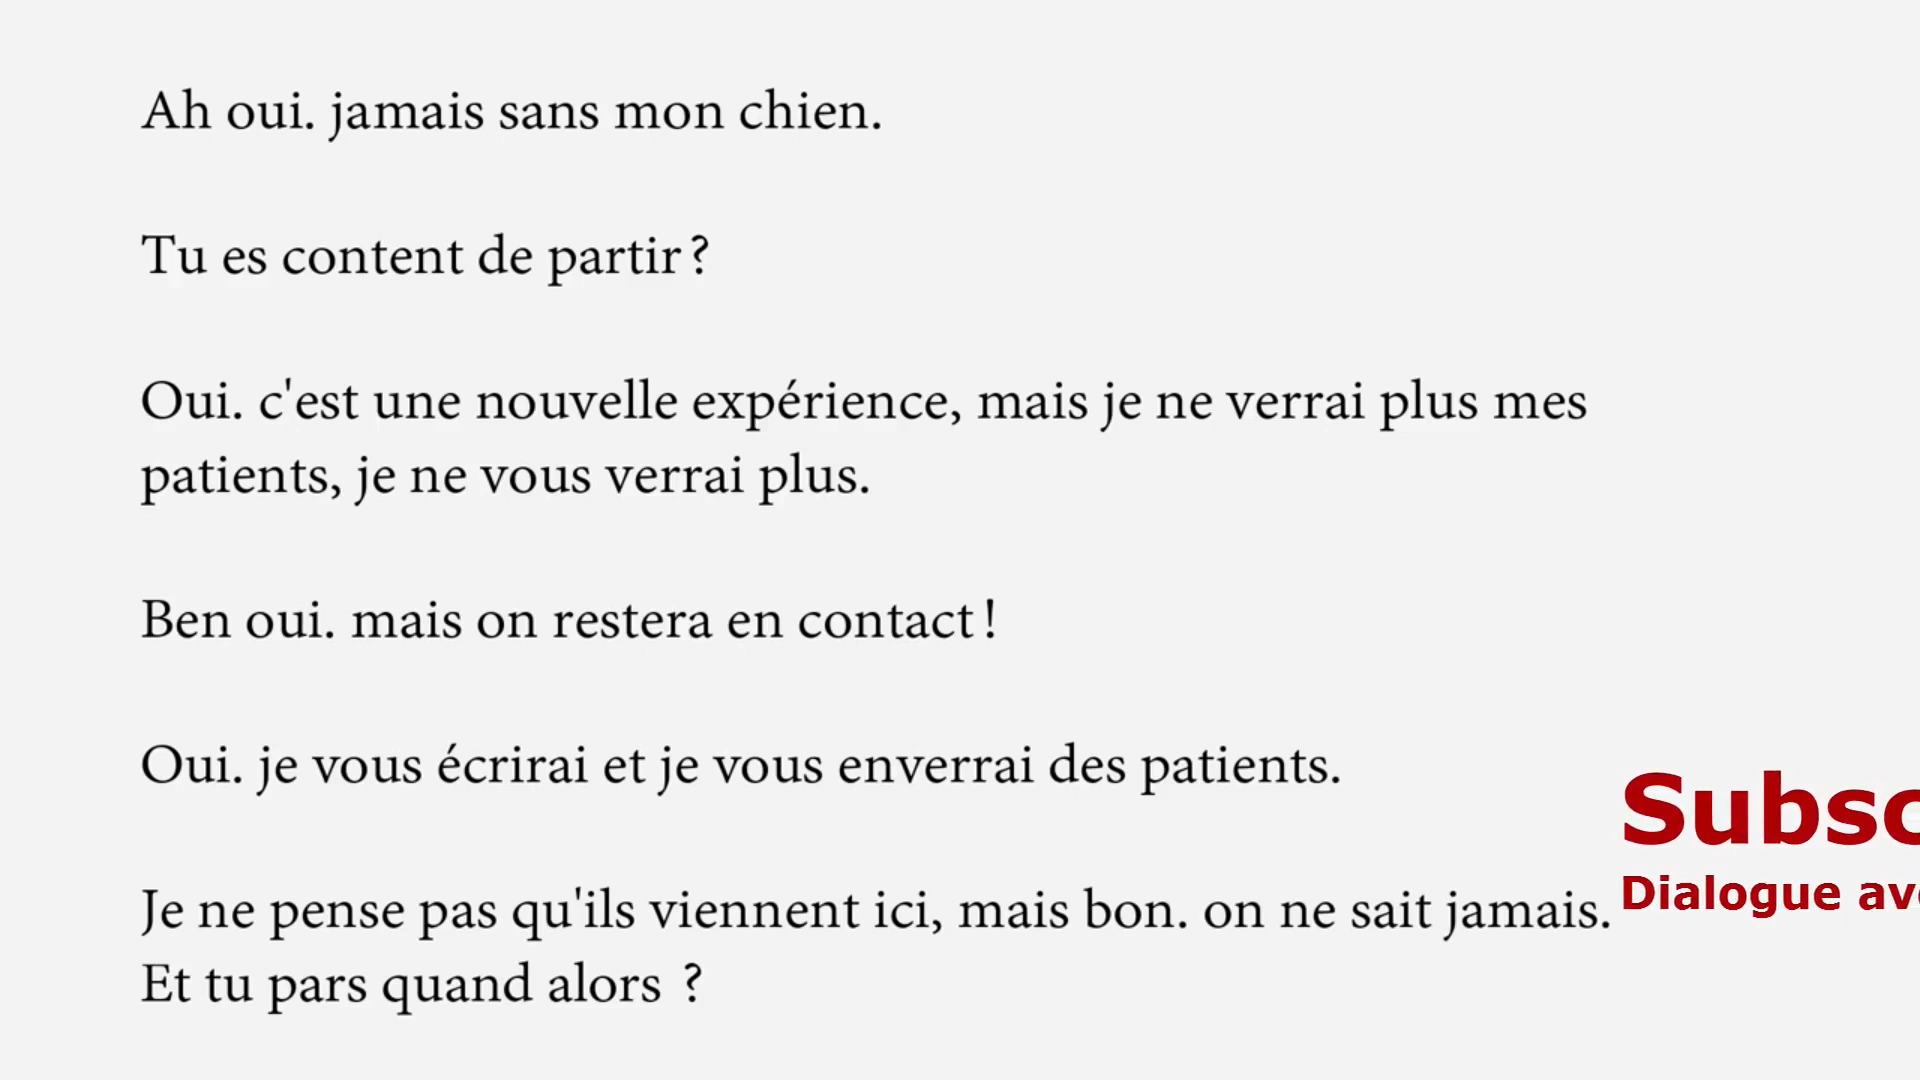 Ah oui. jamais sans mon chien.
Tu es content de partir ?
Oui. c'est une nouvelle expérience, mais je ne verrai plus mes
patients, je ne vous verrai plus.
Ben oui. mais on restera en contact !
Oui. je vous écrirai et je vous enverrai des patients.
Je ne pense pas qu'ils viennent ici, mais bon. on ne sait jamais.
Et tu pars quand alors ?
Dialogue